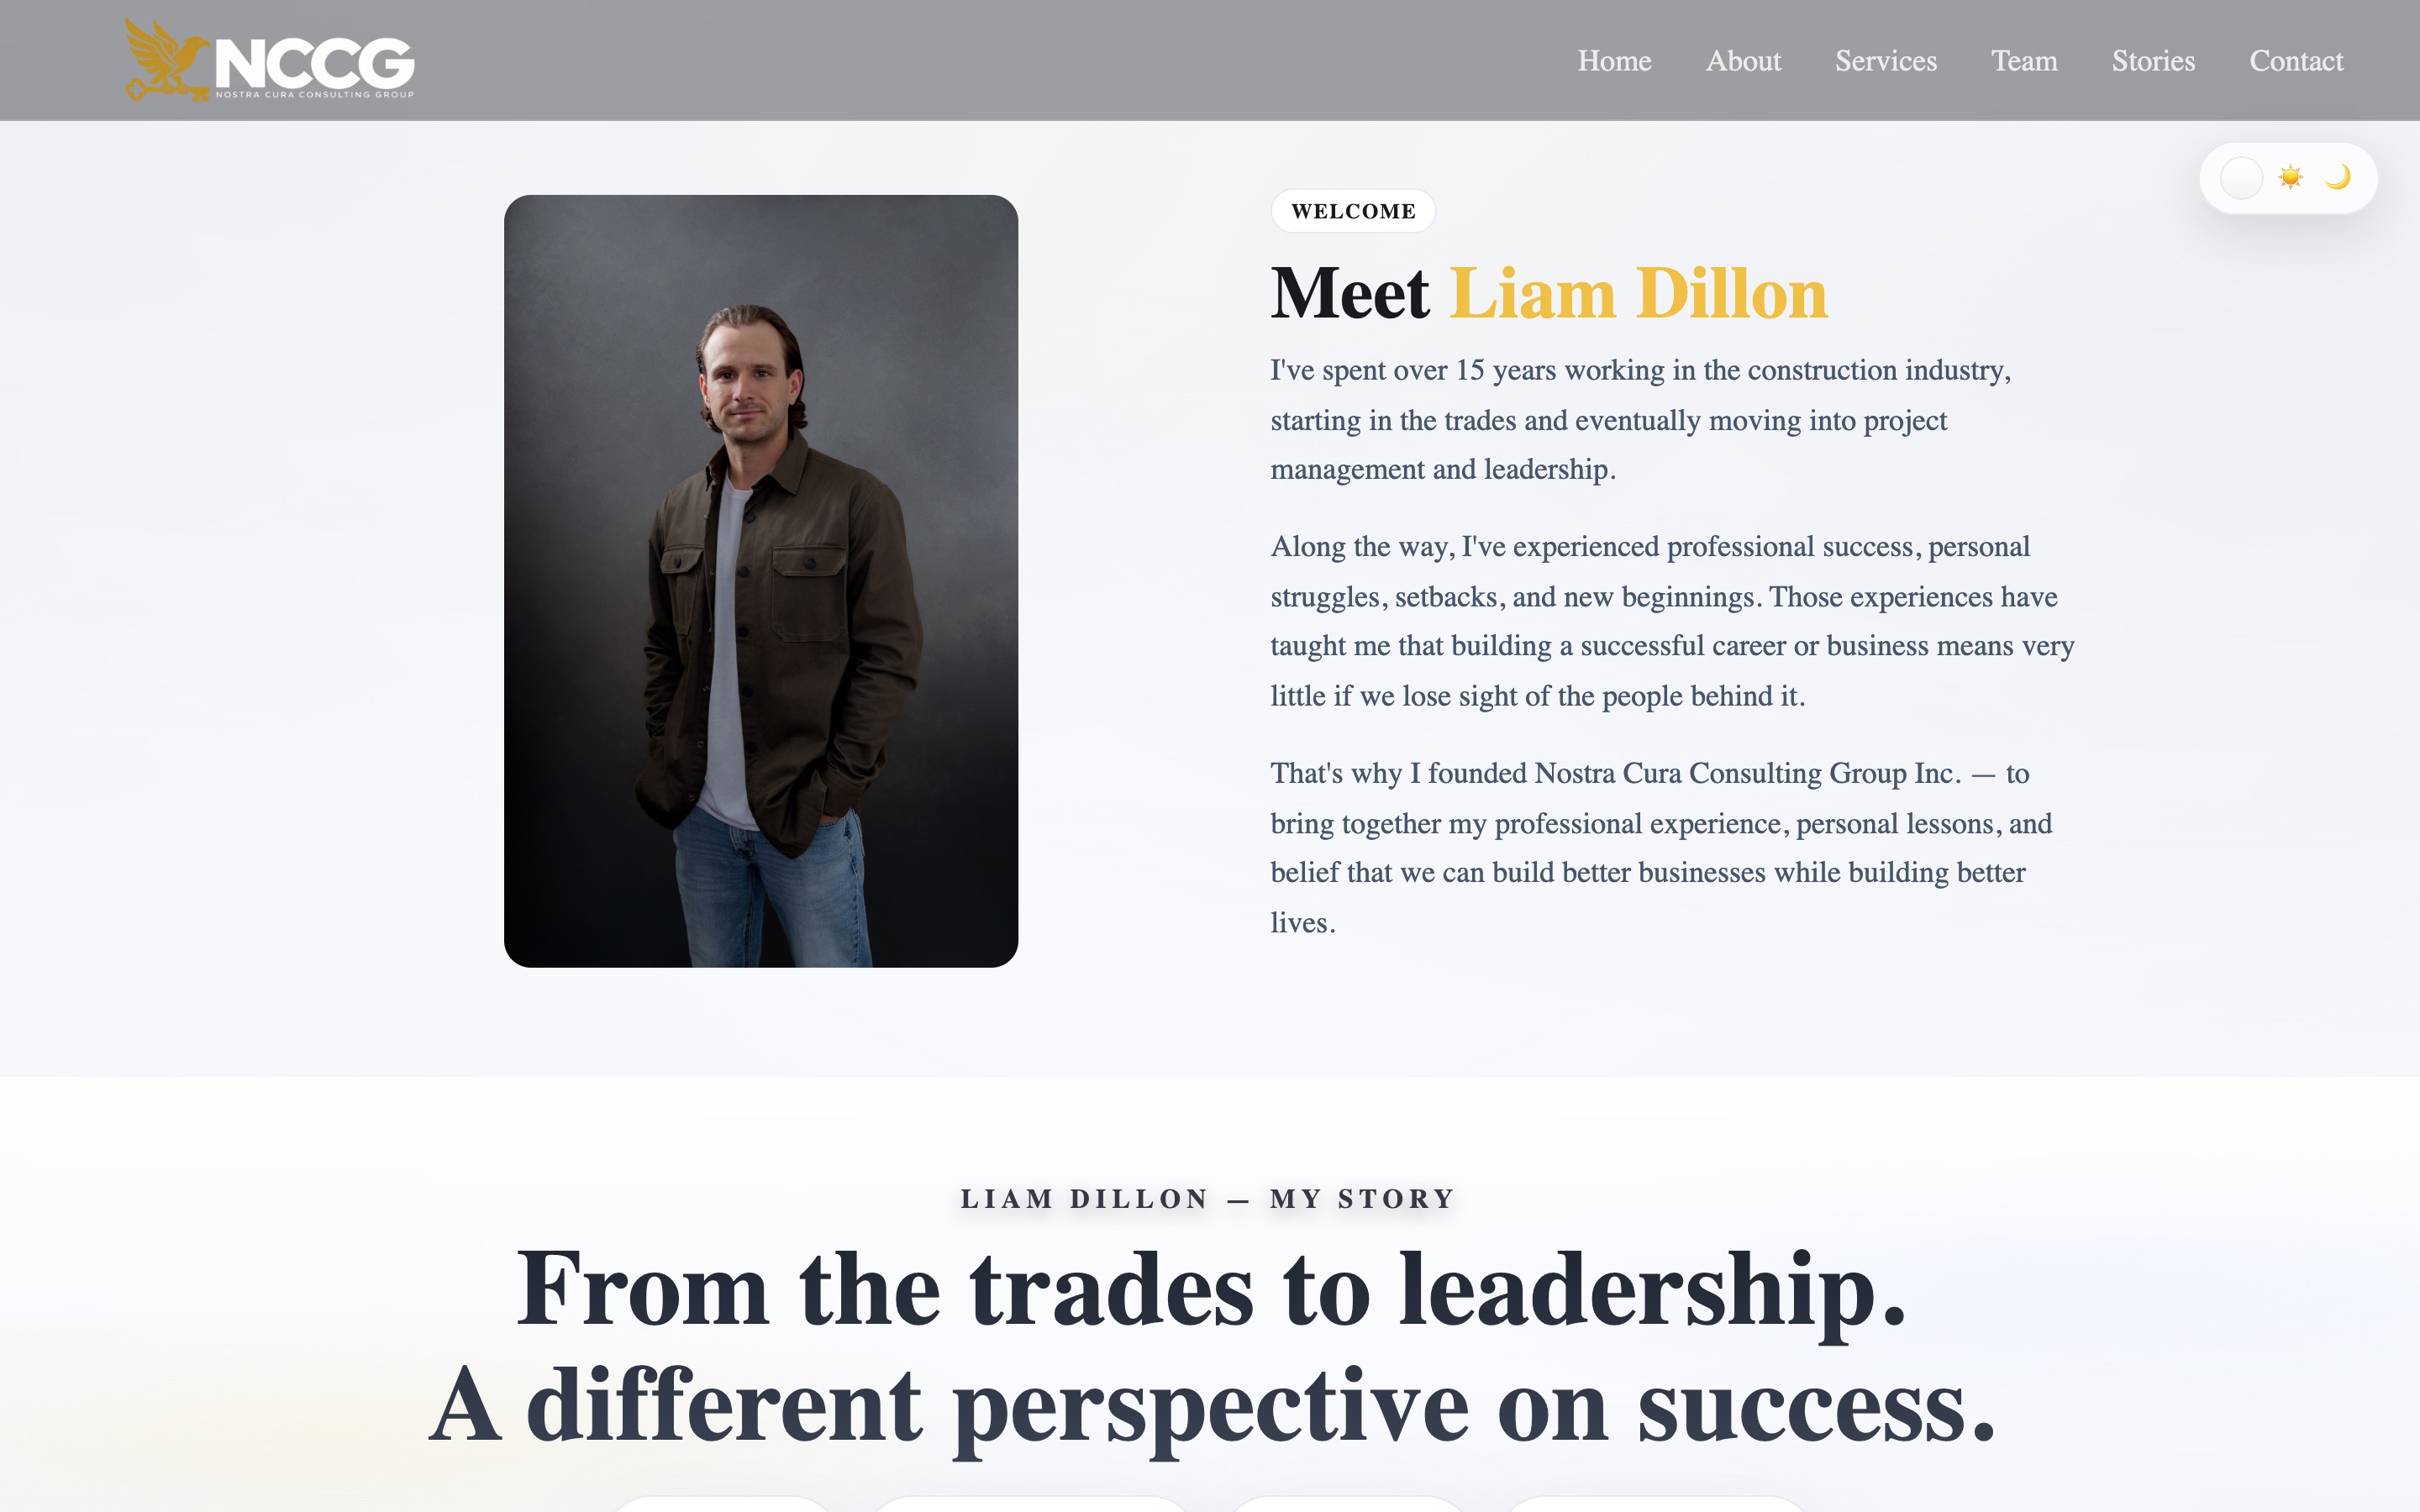 NCCG
NOSTRA CURA CONSULTING GROUP
Home About Services Team Stories Contact
WELCOME
Meet Liam Dillon
I've spent over 15 years working in the construction industry,
starting in the trades and eventually moving into project
management and leadership.
Along the way, I've experienced professional success, personal
struggles, setbacks, and new beginnings. Those experiences have
taught me that building a successful career or business means very
little if we lose sight of the people behind it.
That's why I founded Nostra Cura Consulting Group Inc. — to
bring together my professional experience, personal lessons, and
belief that we can build better businesses while building better
lives.
LIAM DILLON — MY STORY
From the trades to leadership.
A different perspective on success.